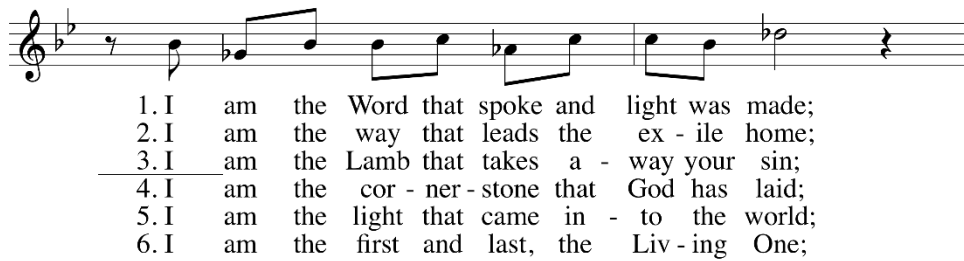 1. I am the Word that spoke and light was made;
2. I am the way that leads the ex - ile home;
3. I am the Lamb that takes a - way your sin;
4. I am the cor - ner - stone that God has laid;
5. I am the light that came in - to the world;
6. I am the first and last, the Liv - ing One;